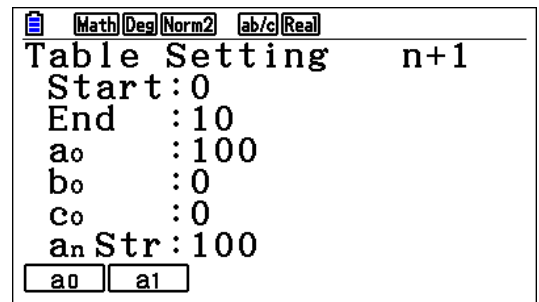 Math Deg Norm2 ab/c Real
Table Setting n+1
Start:0
End :10
a₀ :100
b₀ :0
c₀ :0
aₙ Str:100
a₀ a₁